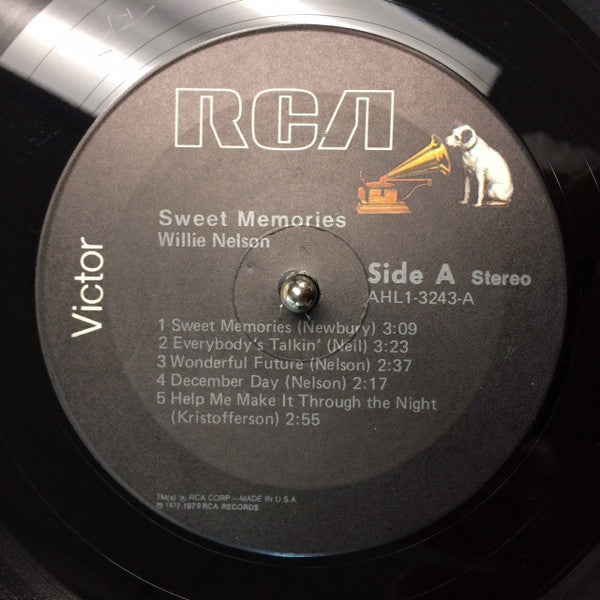 RCA
Victor
Sweet Memories
Willie Nelson
Side A Stereo
AHL1-3243-A
1 Sweet Memories (Newbury) 3:09
2 Everybody's Talkin' (Neil) 3:23
3 Wonderful Future (Nelson) 2:37
4 December Day (Nelson) 2:17
5 Help Me Make It Through the Night
(Kristofferson) 2:55
TM(s) ® RCA CORP.—MADE IN U.S.A.
℗ 1972 1979 RCA RECORDS